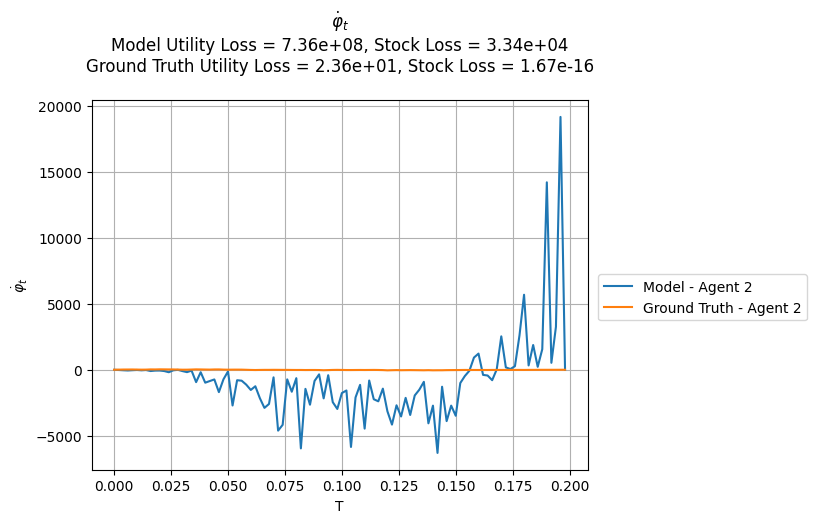 φ̇ₜ
Model Utility Loss = 7.36e+08, Stock Loss = 3.34e+04
Ground Truth Utility Loss = 2.36e+01, Stock Loss = 1.67e-16
20000
15000
10000
5000
0
−5000
φ̇ₜ
0.000 0.025 0.050 0.075 0.100 0.125 0.150 0.175 0.200
T
Model - Agent 2
Ground Truth - Agent 2